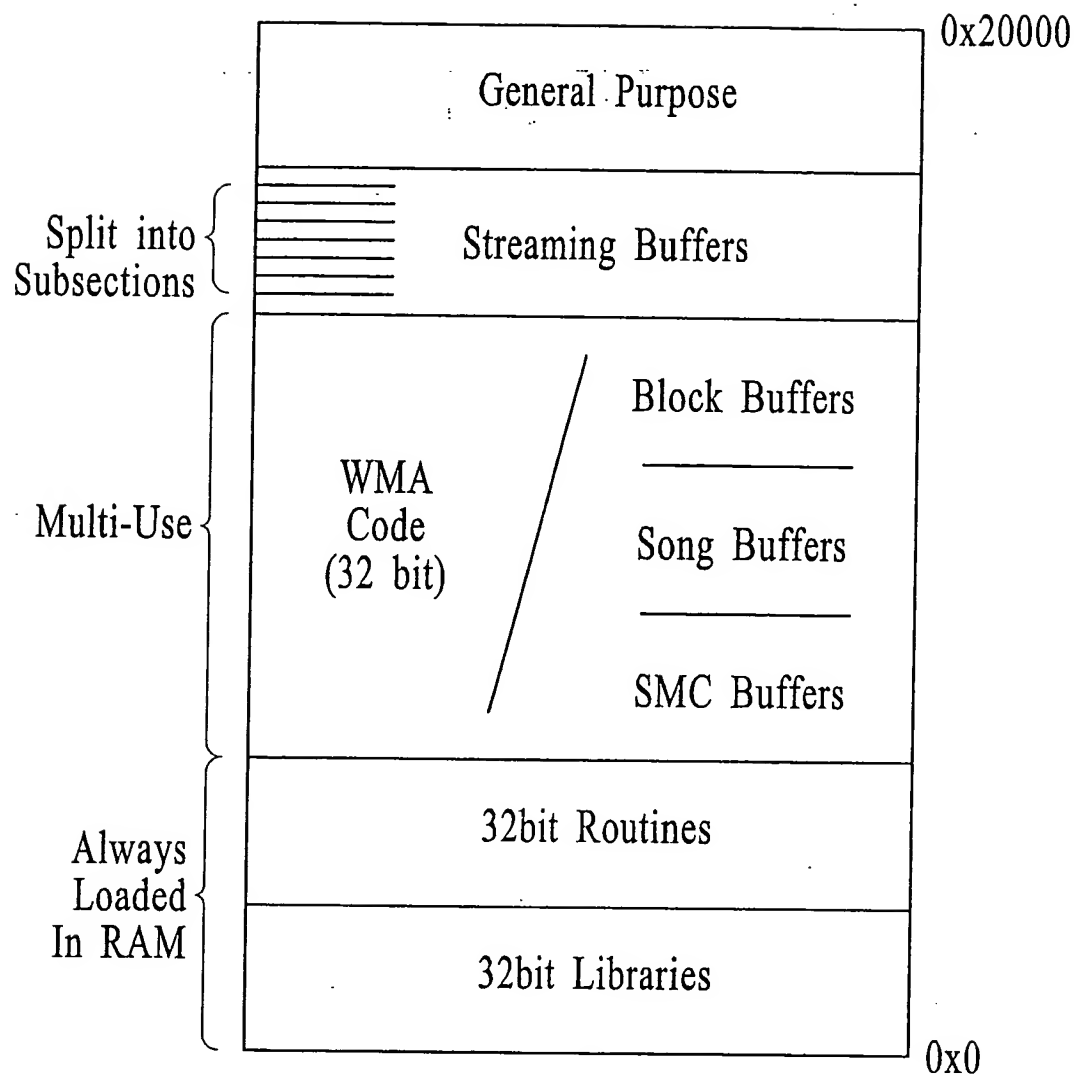 0x20000
General Purpose
Split into
Subsections
Streaming Buffers
Multi-Use
WMA
Code
(32 bit)
Block Buffers
Song Buffers
SMC Buffers
Always
Loaded
In RAM
32bit Routines
32bit Libraries
0x0